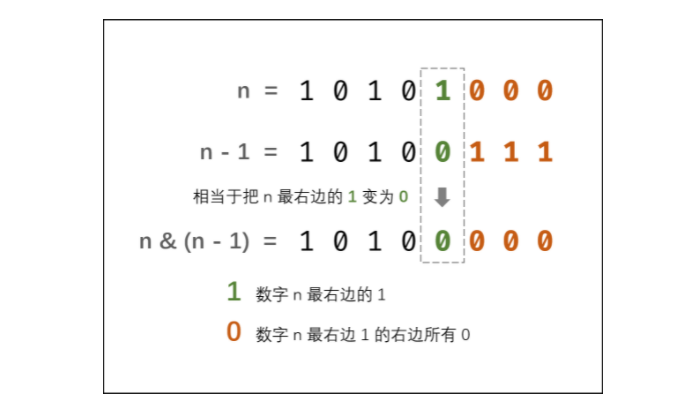 n = 1 0 1 0 1 0 0 0
n - 1 = 1 0 1 0 0 1 1 1
相当于把 n 最右边的 1 变为 0
n & (n - 1) = 1 0 1 0 0 0 0 0
1 数字 n 最右边的 1
0 数字 n 最右边 1 的右边所有 0